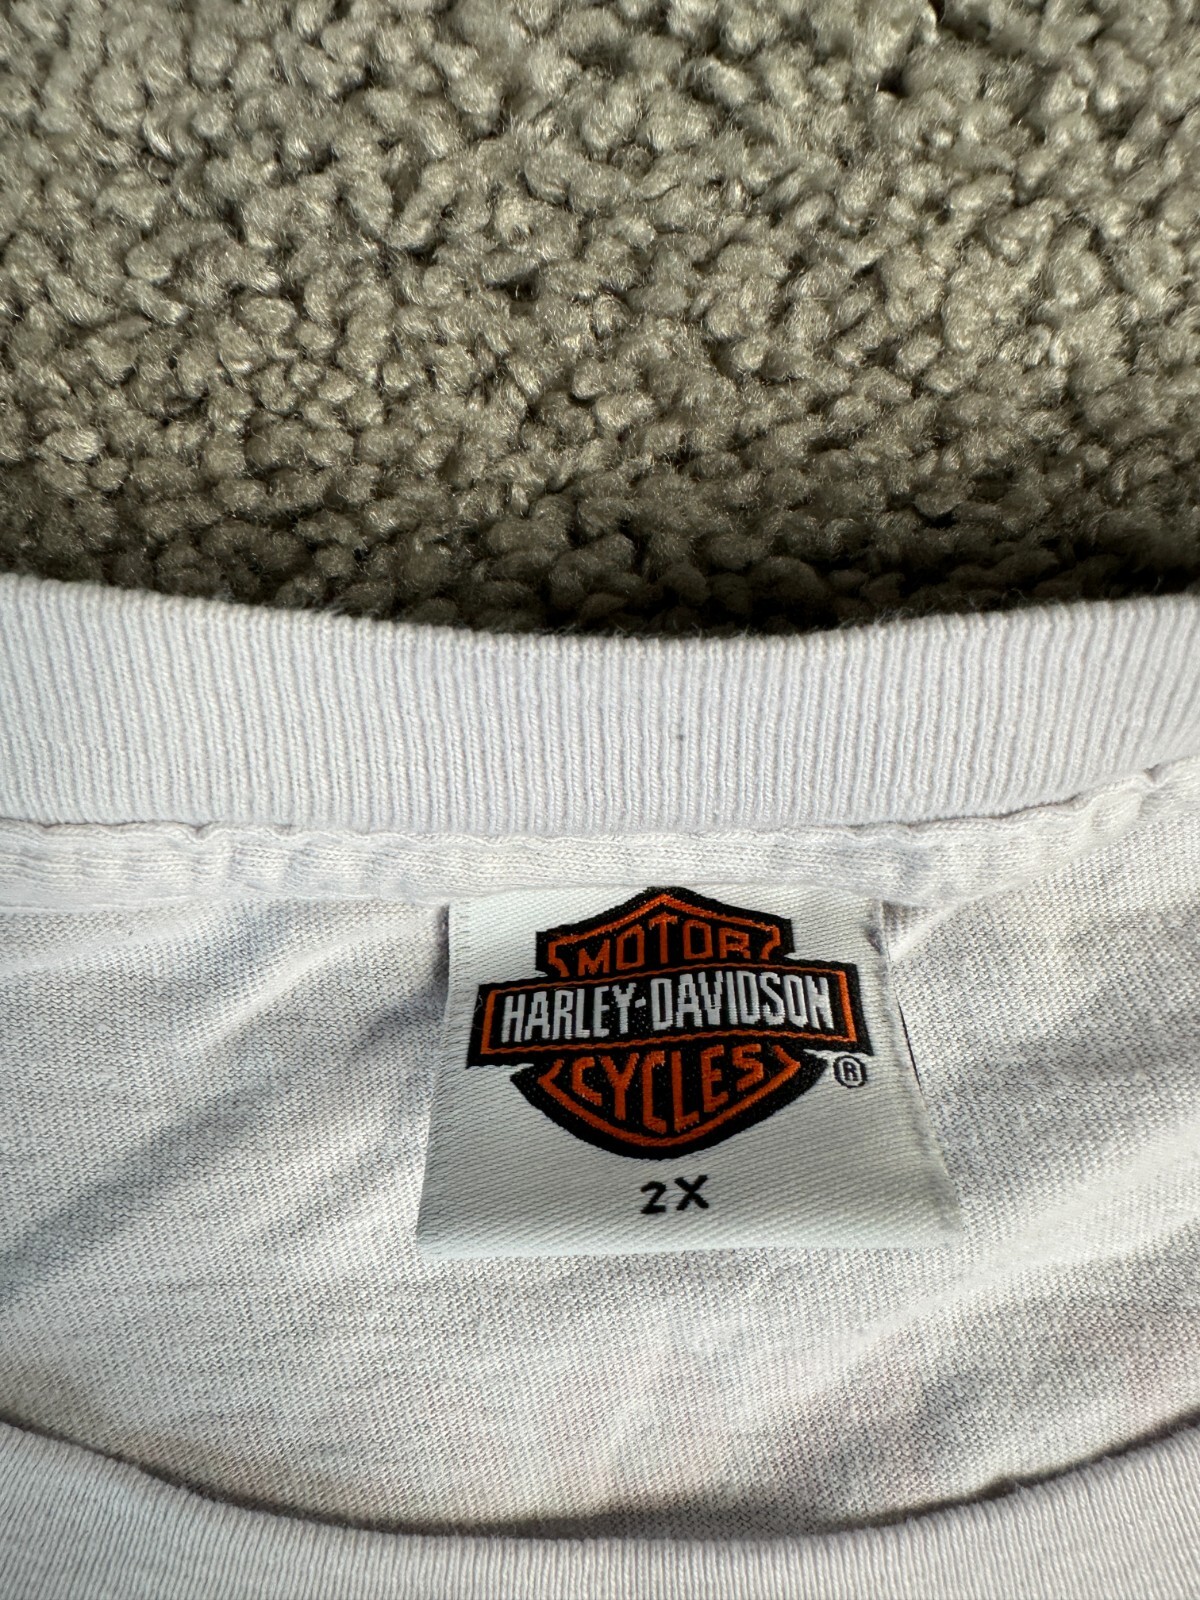 MOTOR
HARLEY-DAVIDSON
CYCLES
®
2X